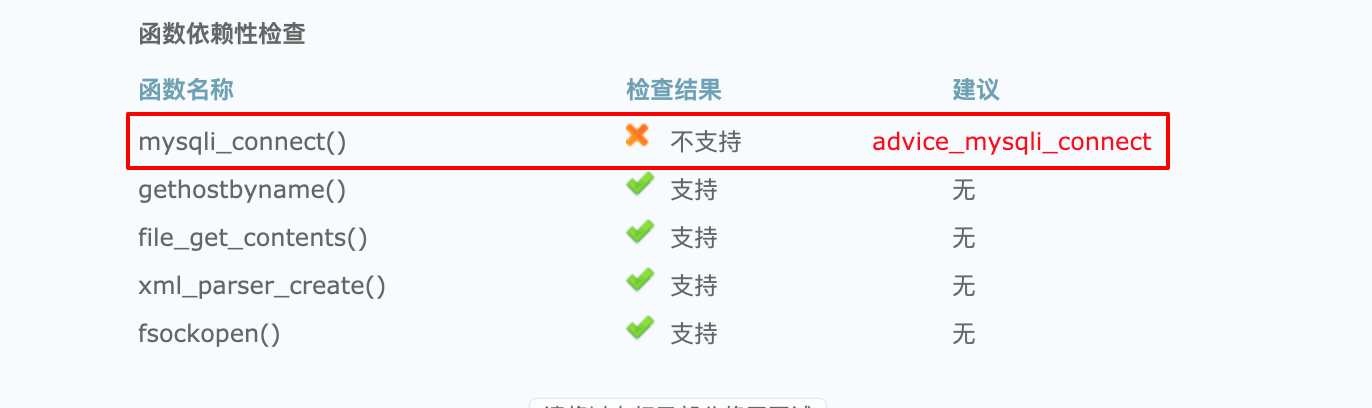 函数依赖性检查
函数名称 检查结果 建议
mysqli_connect() 不支持 advice_mysqli_connect
gethostbyname() 支持 无
file_get_contents() 支持 无
xml_parser_create() 支持 无
fsockopen() 支持 无